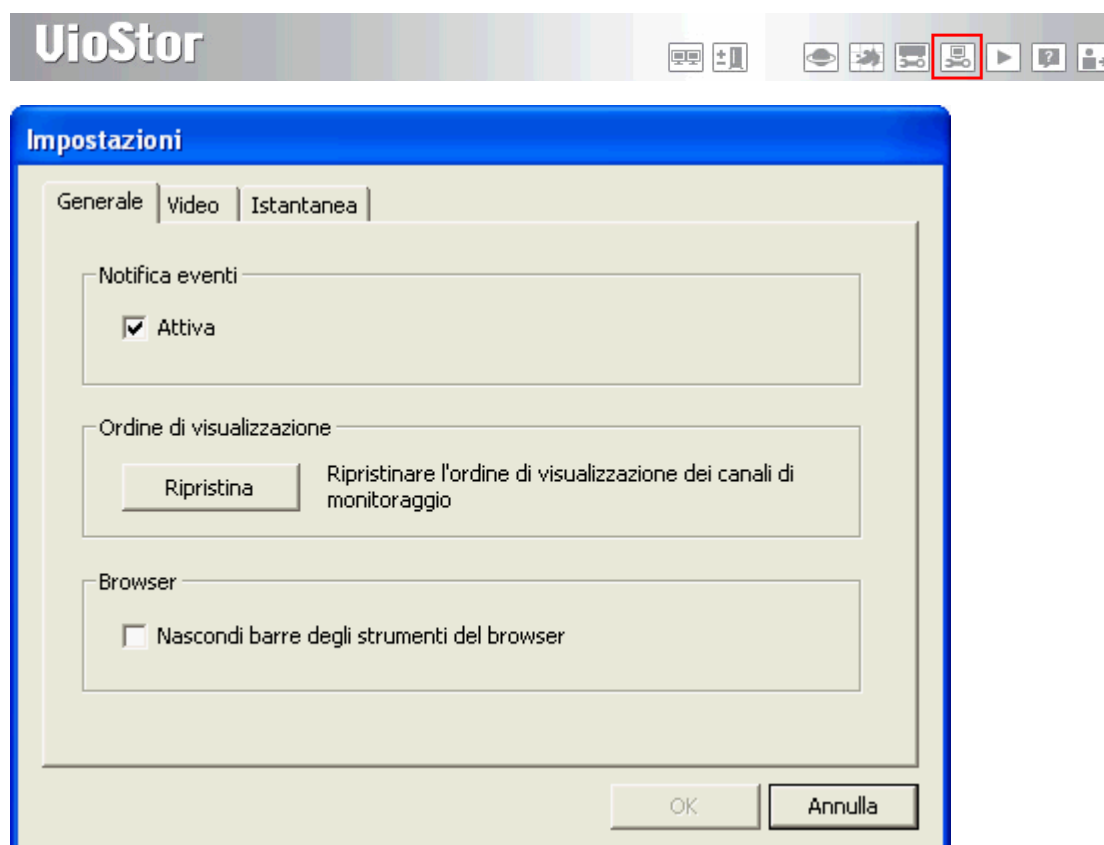 VioStor
Impostazioni
Generale Video Istantanea
Notifica eventi
Attiva
Ordine di visualizzazione
Ripristina
Ripristinare l'ordine di visualizzazione dei canali di
monitoraggio
Browser
Nascondi barre degli strumenti del browser
OK Annulla